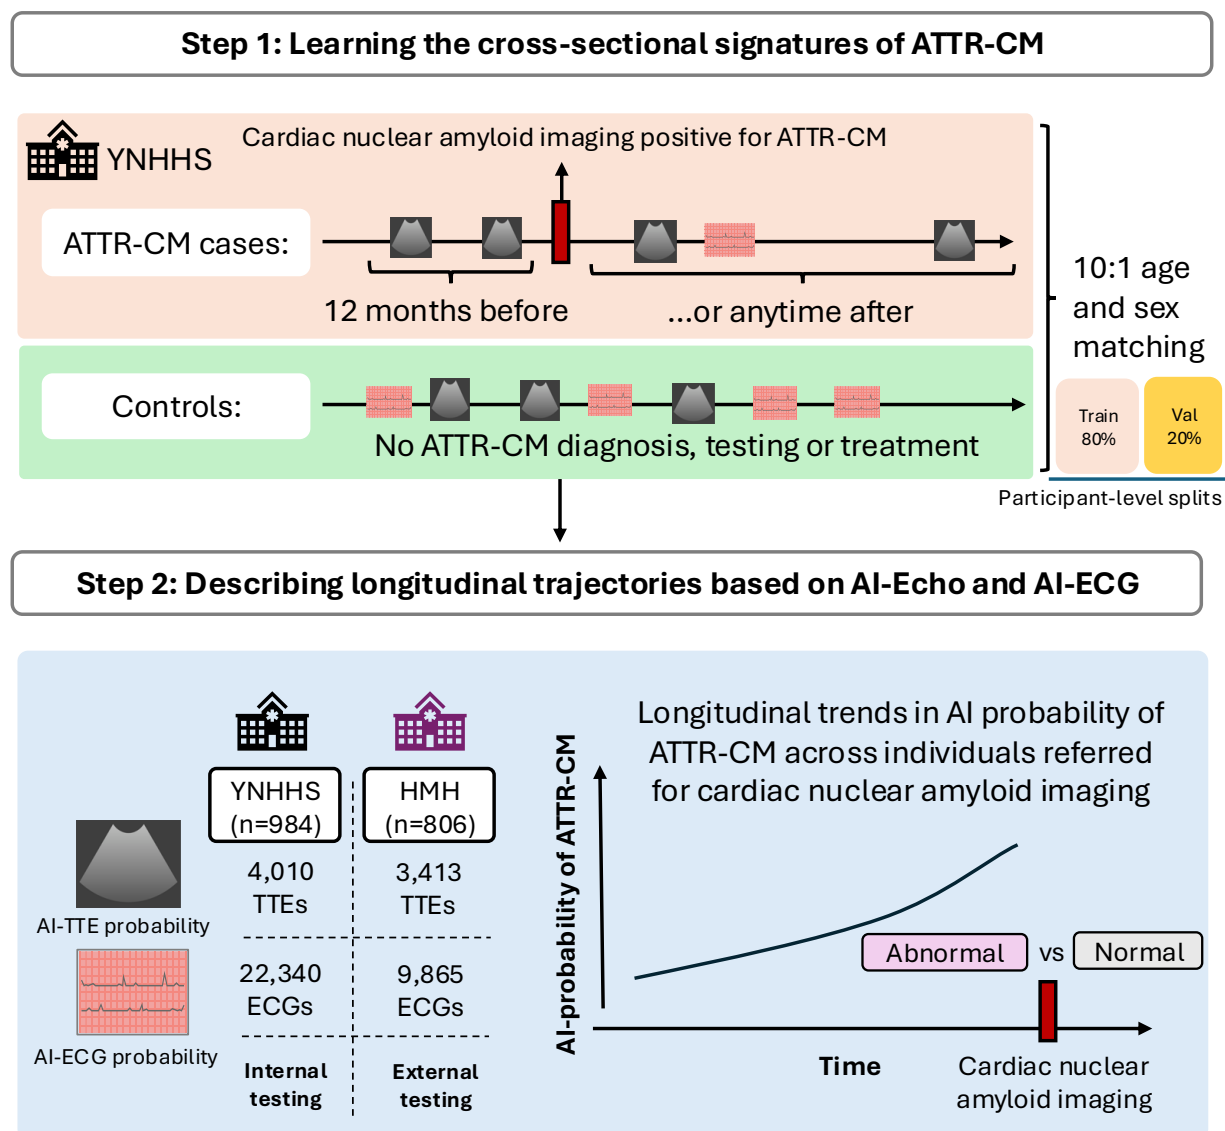 Step 1: Learning the cross-sectional signatures of ATTR-CM
YNHHS
Cardiac nuclear amyloid imaging positive for ATTR-CM
ATTR-CM cases:
12 months before
...or anytime after
Controls:
No ATTR-CM diagnosis, testing or treatment
10:1 age
and sex
matching
Train
80%
Val
20%
Participant-level splits
Step 2: Describing longitudinal trajectories based on AI-Echo and AI-ECG
YNHHS
(n=984)
HMH
(n=806)
AI-TTE probability
4,010
TTEs
3,413
TTEs
AI-ECG probability
22,340
ECGs
9,865
ECGs
Internal
testing
External
testing
Longitudinal trends in AI probability of
ATTR-CM across individuals referred
for cardiac nuclear amyloid imaging
AI-probability of ATTR-CM
Abnormal vs Normal
Time
Cardiac nuclear
amyloid imaging